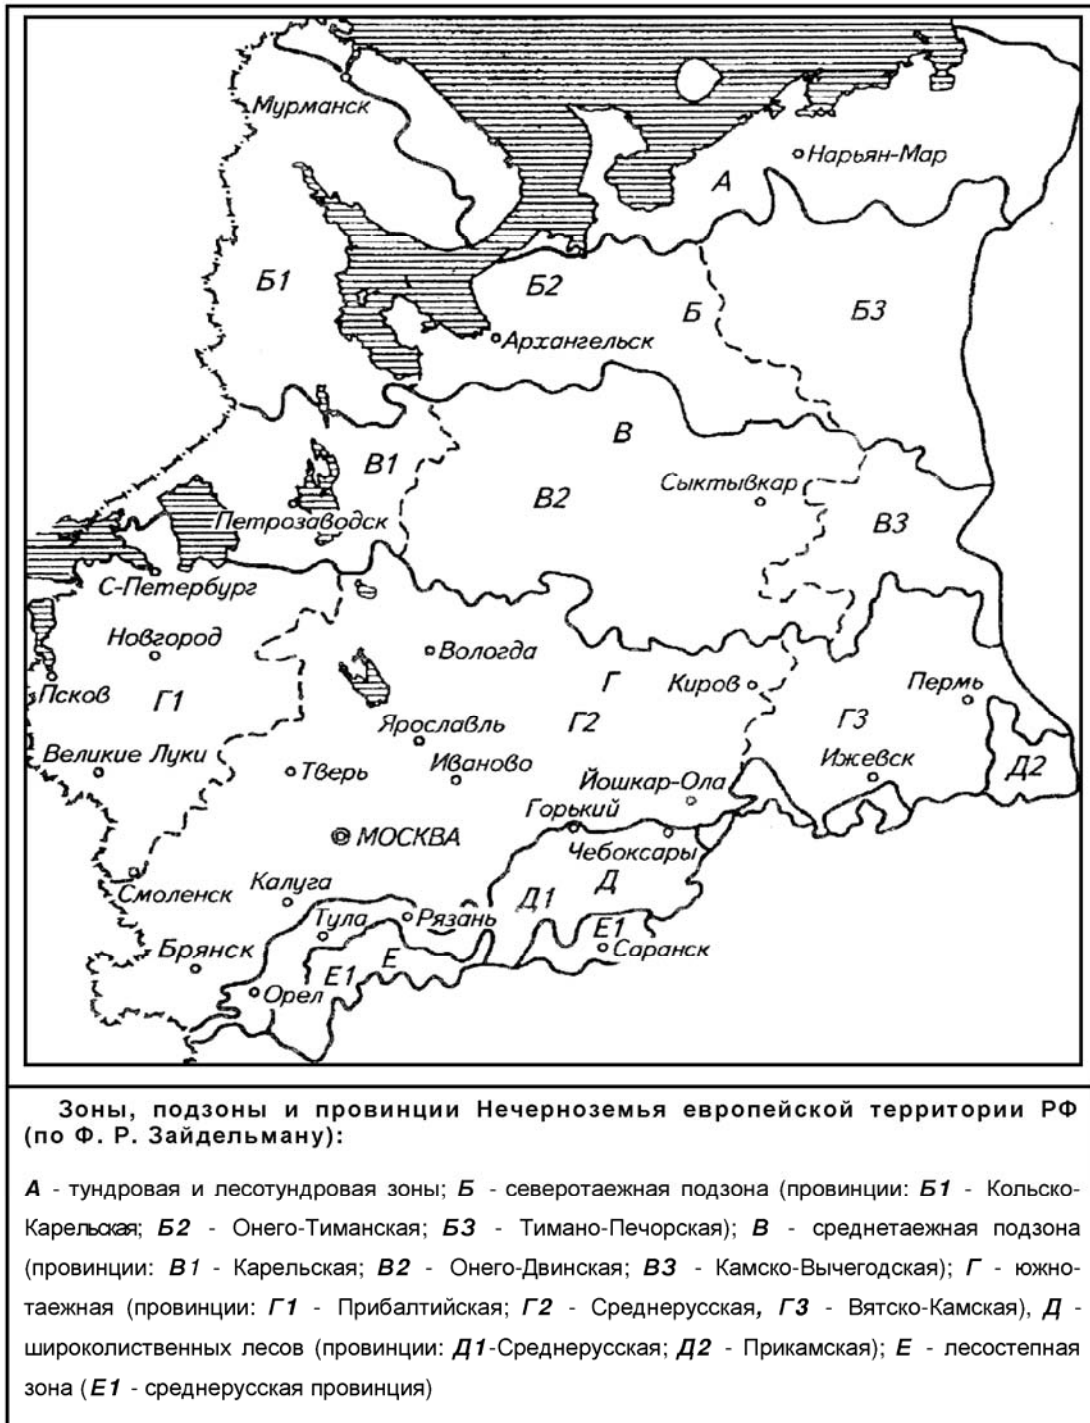 Мурманск
Нарьян-Мар
А
Б1
Б2
Б
Б3
Архангельск
В
В1
В2
Сыктывкар
Петрозаводск
В3
С-Петербург
Новгород
Вологда
Псков
Г1
Г
Киров
Пермь
Ярославль
Г2
Г3
Великие Луки
Тверь
Иваново
Йошкар-Ола
Ижевск
Д2
Горький
МОСКВА
Чебоксары
Смоленск
Калуга
Д1
Д
Тула
Рязань
Е1
Саранск
Брянск
Е
Е1
Орел
Зоны, подзоны и провинции Нечерноземья европейской территории РФ
(по Ф. Р. Зайдельману):
А - тундровая и лесотундровая зоны; Б - северотаежная подзона (провинции: Б1 - Кольско-
Карельская; Б2 - Онего-Тиманская; Б3 - Тимано-Печорская); В - среднетаежная подзона
(провинции: В1 - Карельская; В2 - Онего-Двинская; В3 - Камско-Вычегодская); Г - южно-
таежная (провинции: Г1 - Прибалтийская; Г2 - Среднерусская, Г3 - Вятско-Камская), Д -
широколиственных лесов (провинции: Д1-Среднерусская; Д2 - Прикамская); Е - лесостепная
зона (Е1 - среднерусская провинция)